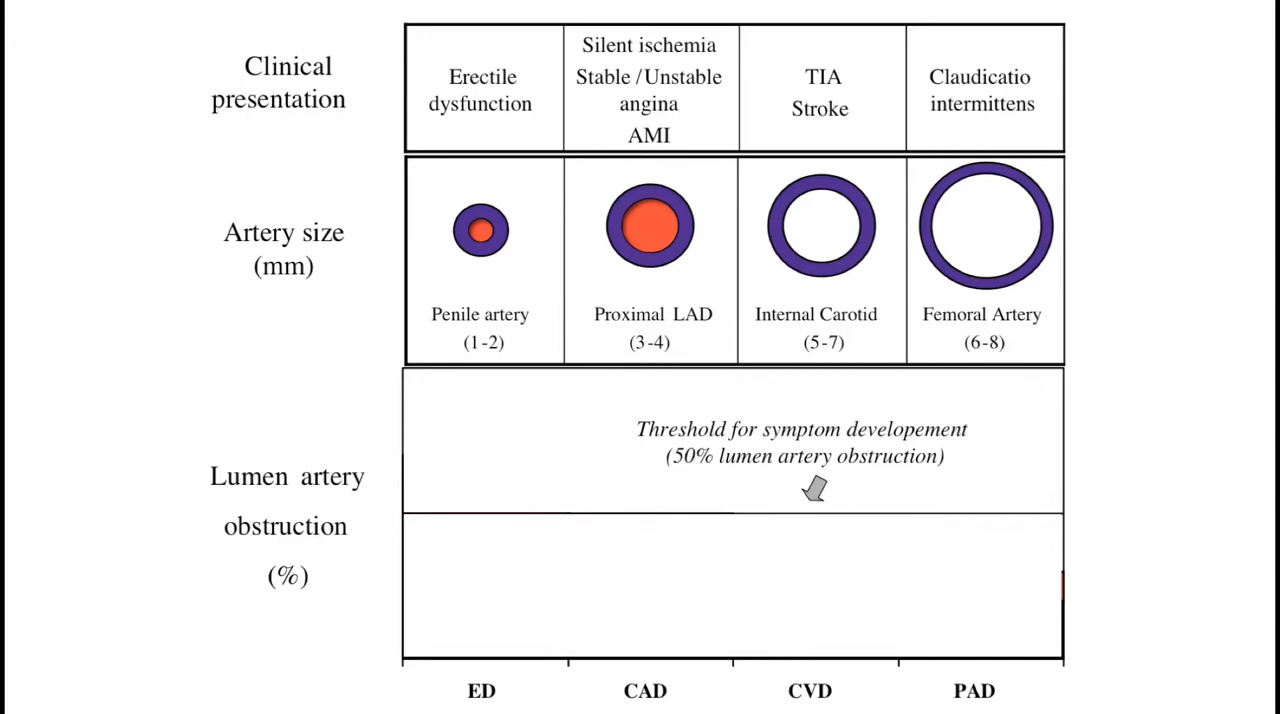 Clinical
presentation
Erectile
dysfunction
Silent ischemia
Stable / Unstable
angina
AMI
TIA
Stroke
Claudicatio
intermittens
Artery size
(mm)
Penile artery
(1-2)
Proximal LAD
(3-4)
Internal Carotid
(5-7)
Femoral Artery
(6-8)
Lumen artery
obstruction
(%)
Threshold for symptom developement
(50% lumen artery obstruction)
ED
CAD
CVD
PAD